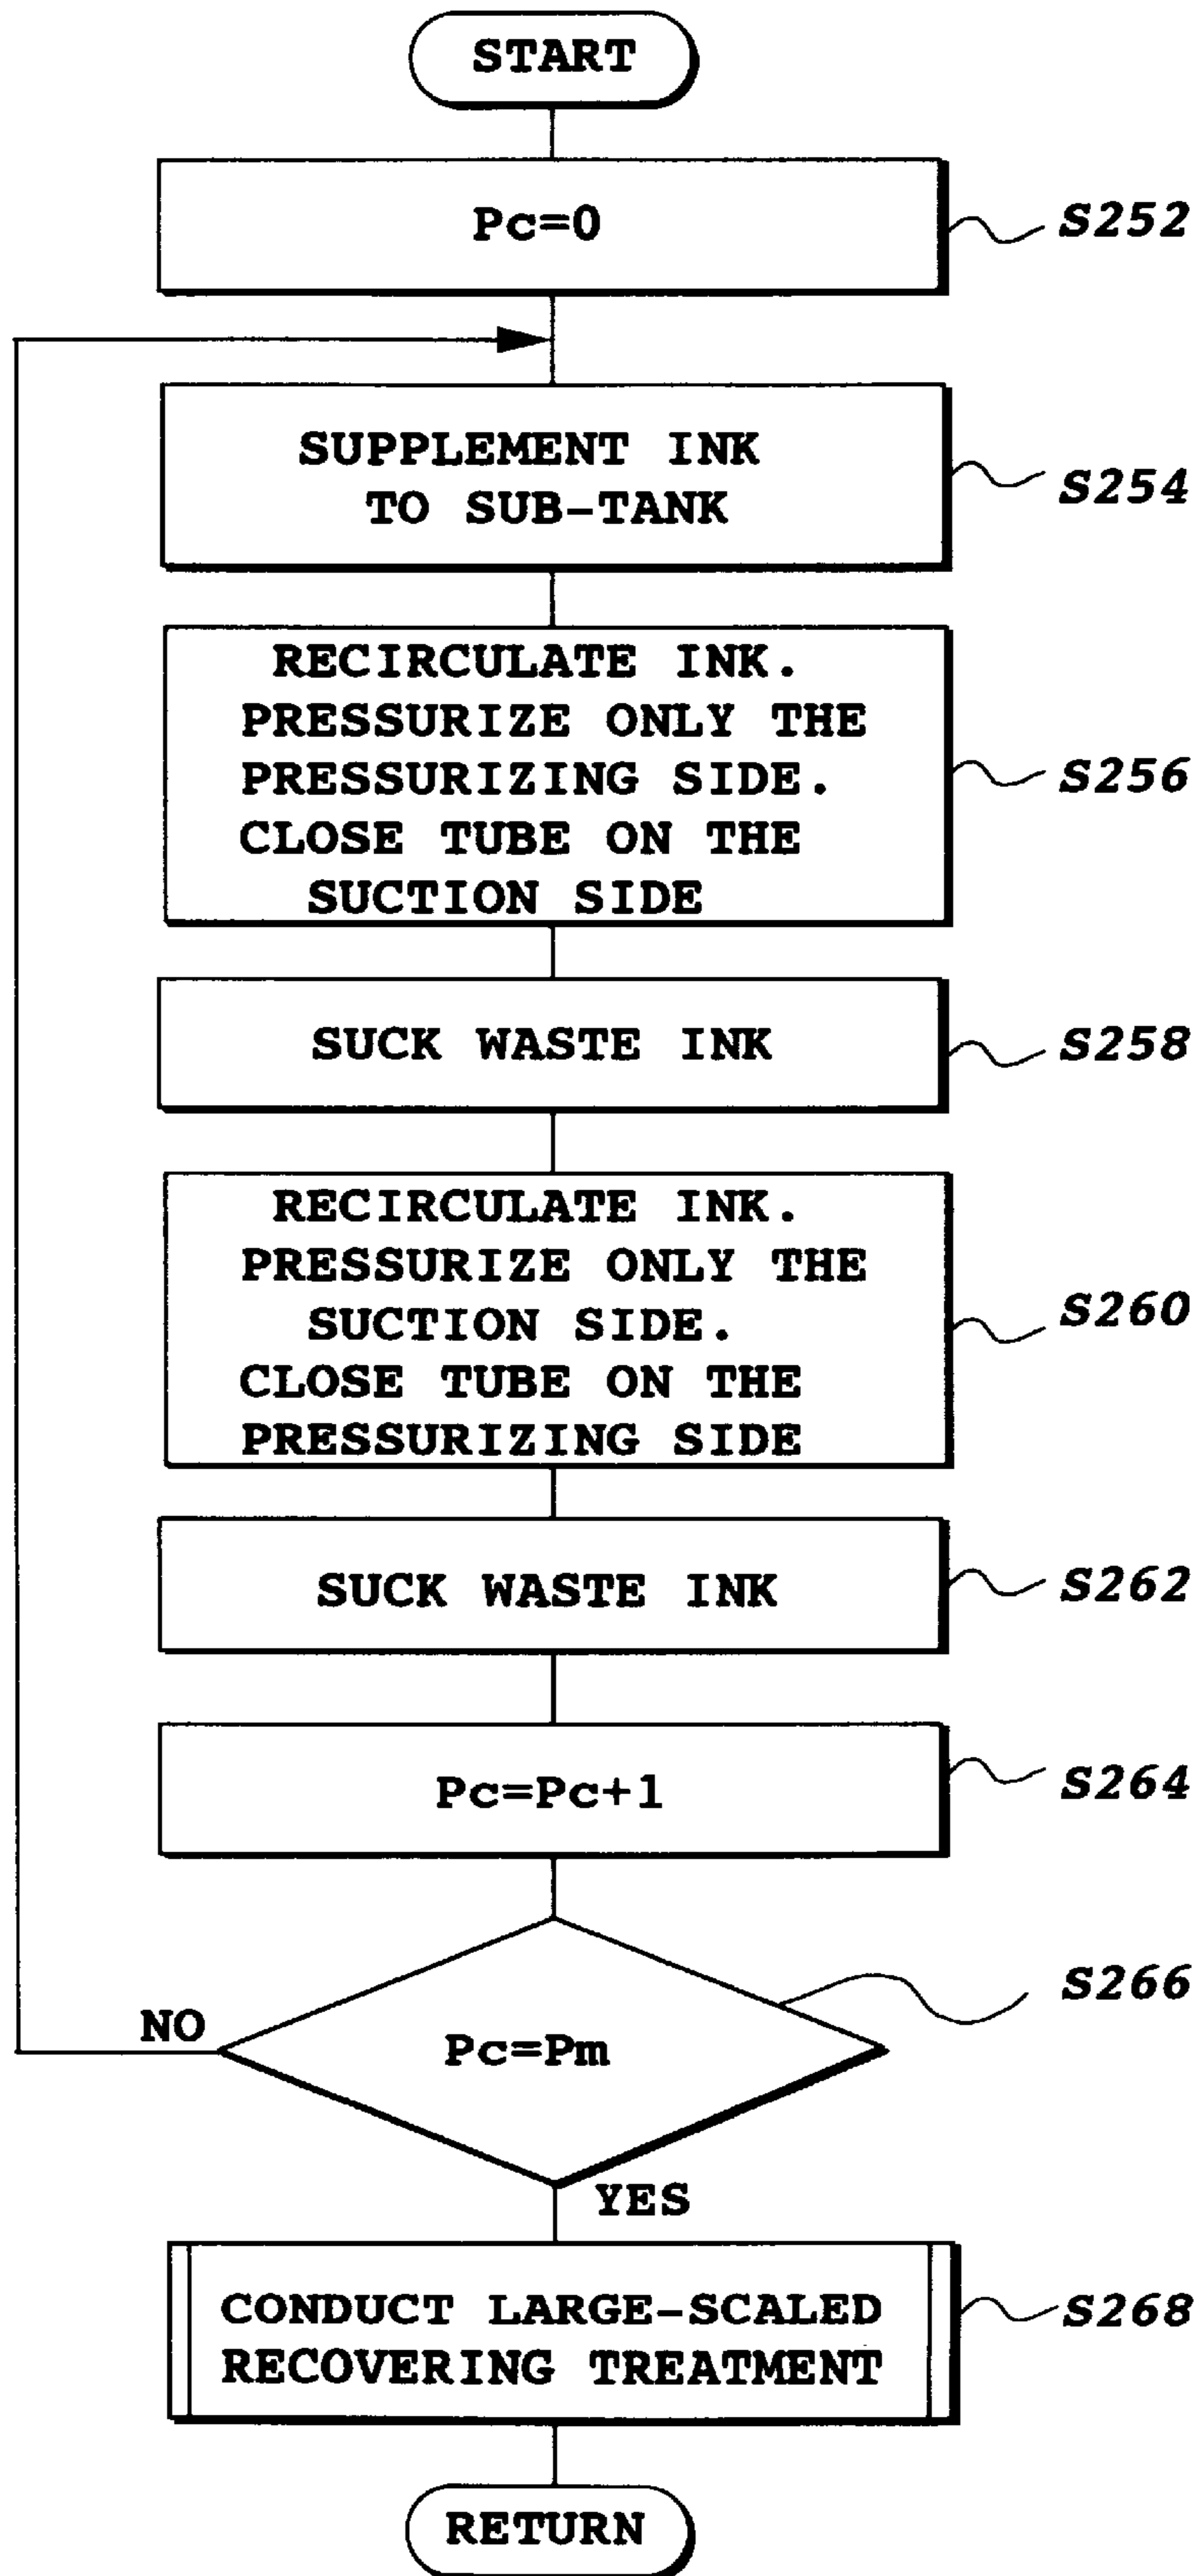 START
Pc=0
S252
SUPPLEMENT INK
TO SUB-TANK
S254
RECIRCULATE INK.
PRESSURIZE ONLY THE
PRESSURIZING SIDE.
CLOSE TUBE ON THE
SUCTION SIDE
S256
SUCK WASTE INK
S258
RECIRCULATE INK.
PRESSURIZE ONLY THE
SUCTION SIDE.
CLOSE TUBE ON THE
PRESSURIZING SIDE
S260
SUCK WASTE INK
S262
Pc=Pc+1
S264
S266
NO
Pc=Pm
YES
CONDUCT LARGE-SCALED
RECOVERING TREATMENT
S268
RETURN